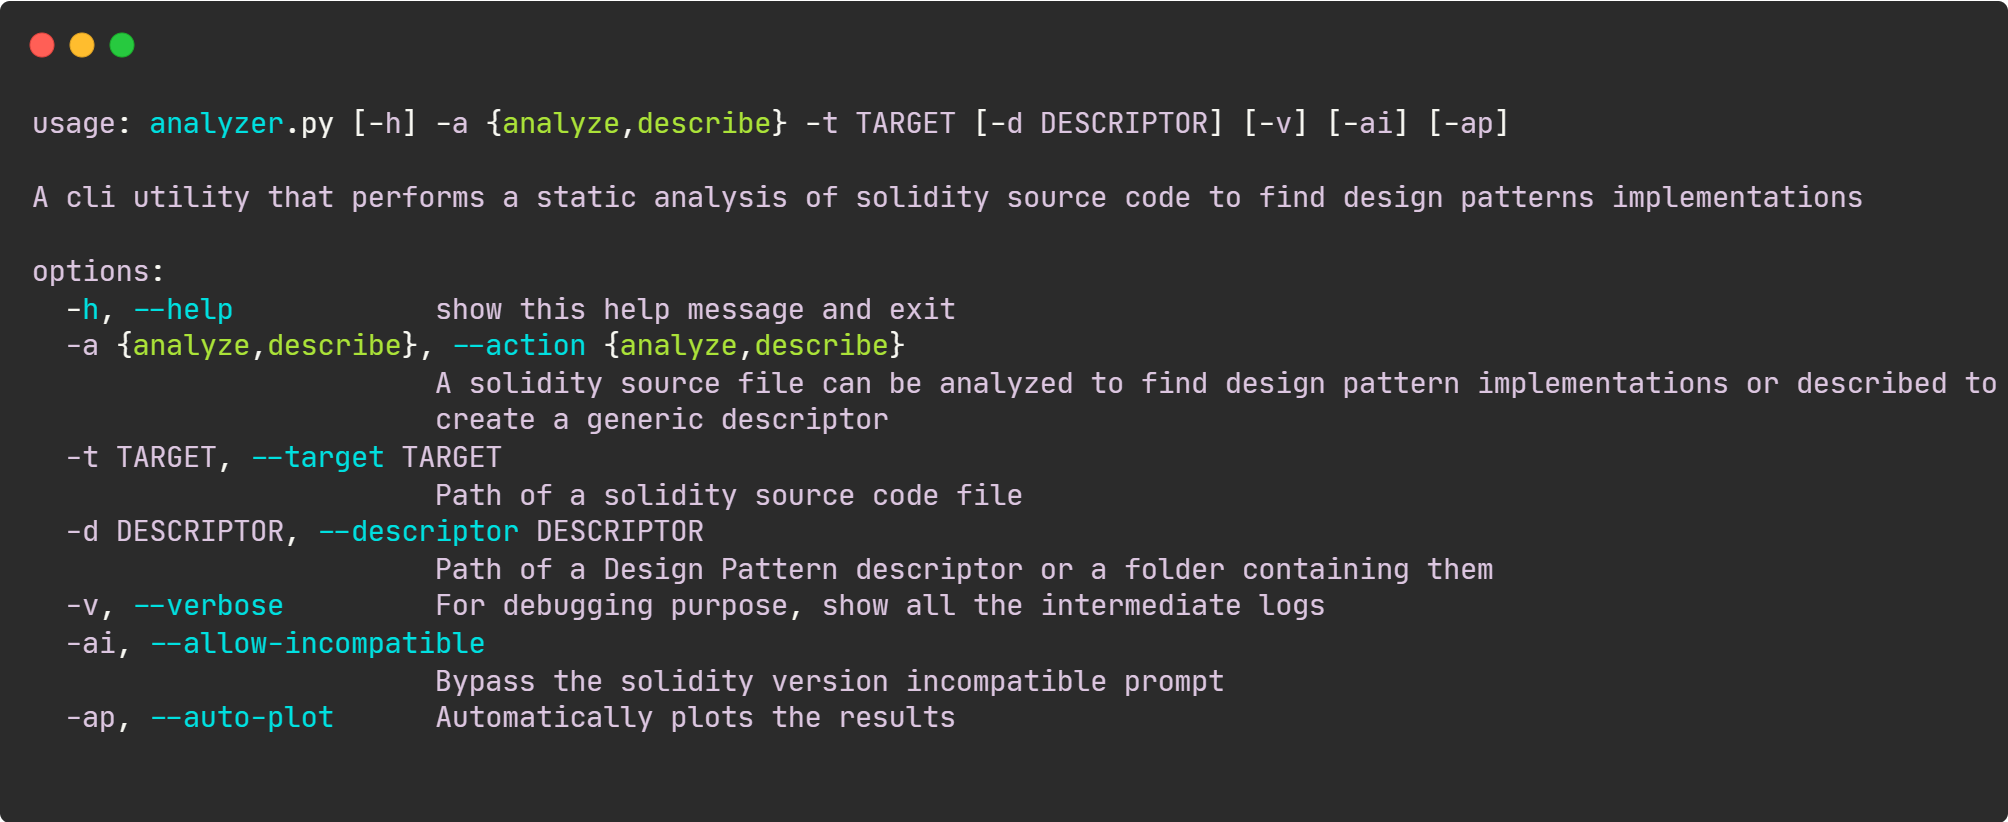 usage: analyzer.py [-h] -a {analyze,describe} -t TARGET [-d DESCRIPTOR] [-v] [-ai] [-ap]
A cli utility that performs a static analysis of solidity source code to find design patterns implementations
options:
-h, --help show this help message and exit
-a {analyze,describe}, --action {analyze,describe}
A solidity source file can be analyzed to find design pattern implementations or described to
create a generic descriptor
-t TARGET, --target TARGET
Path of a solidity source code file
-d DESCRIPTOR, --descriptor DESCRIPTOR
Path of a Design Pattern descriptor or a folder containing them
-v, --verbose For debugging purpose, show all the intermediate logs
-ai, --allow-incompatible
Bypass the solidity version incompatible prompt
-ap, --auto-plot Automatically plots the results